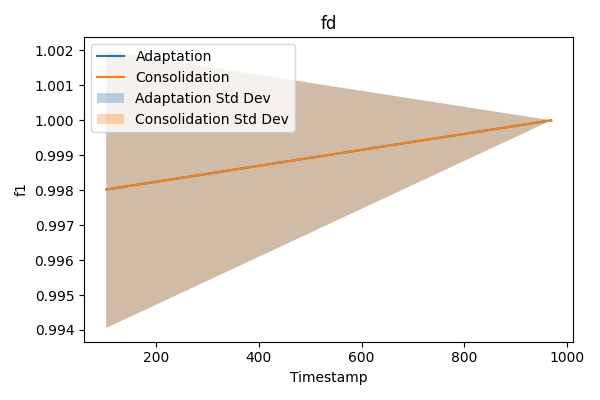 fd
Adaptation
Consolidation
Adaptation Std Dev
Consolidation Std Dev
f1
1.002
1.001
1.000
0.999
0.998
0.997
0.996
0.995
0.994
200
400
600
800
1000
Timestamp